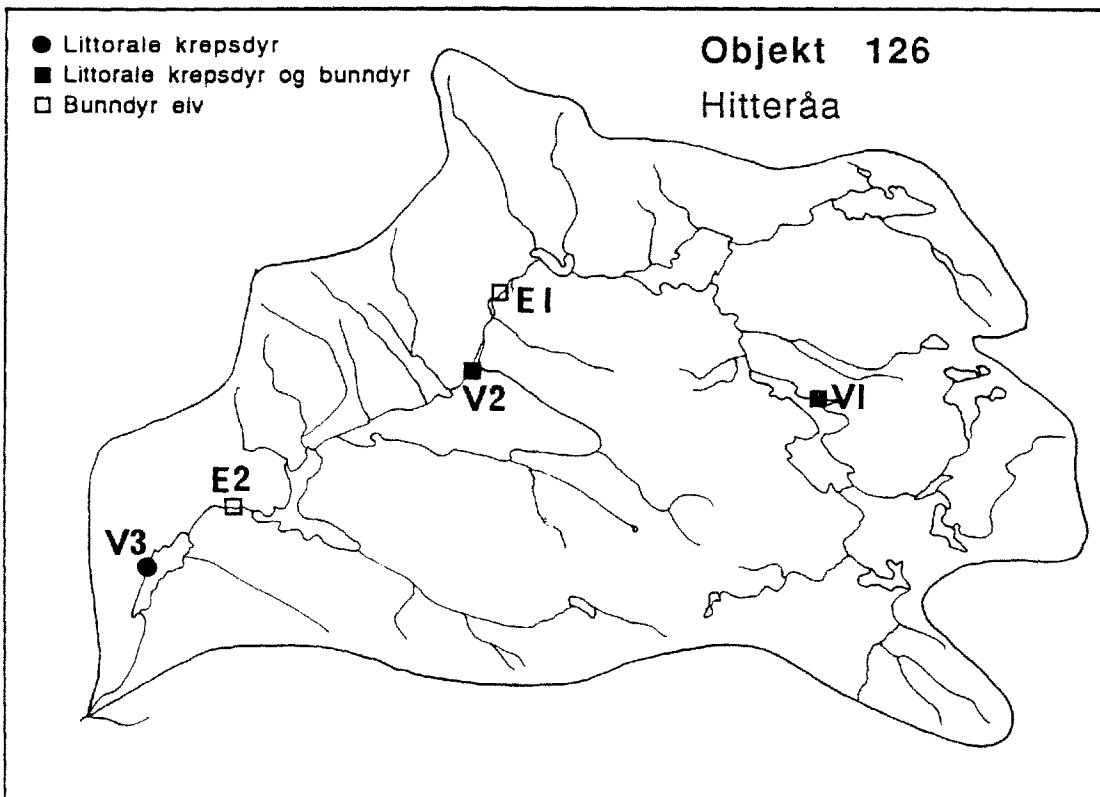 Littorale krepsdyr
Littorale krepsdyr og bunndyr
Bunndyr elv
Objekt 126
Hitteråa
E1
V2
V1
E2
V3